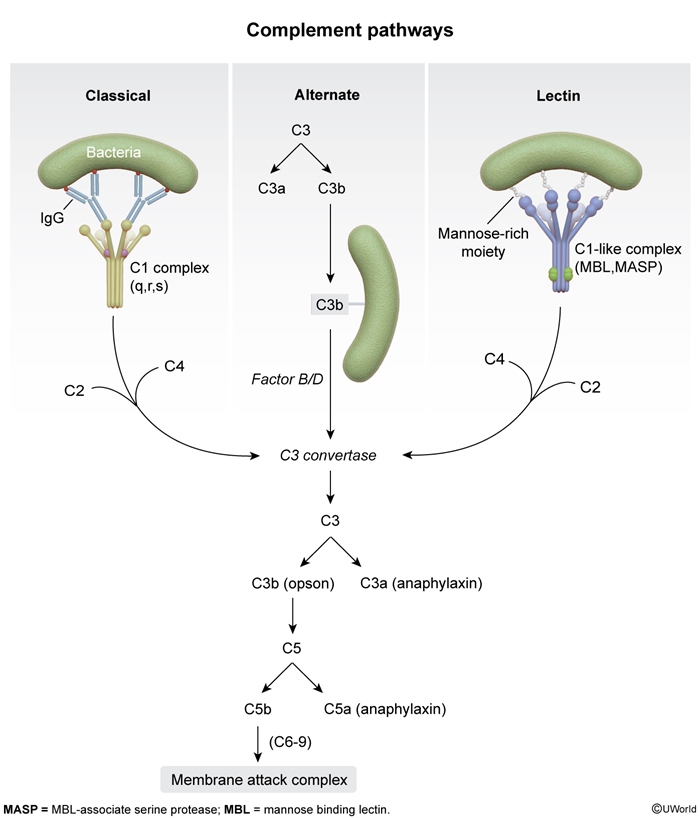 Complement pathways
Classical
Alternate
Lectin
Bacteria
IgG
C1 complex
(q,r,s)
C3
C3a
C3b
C3b
Factor B/D
Mannose-rich
moiety
C1-like complex
(MBL,MASP)
C2
C4
C4
C2
C3 convertase
C3
C3b (opson)
C3a (anaphylaxin)
C5
C5b
C5a (anaphylaxin)
(C6-9)
Membrane attack complex
MASP = MBL-associate serine protease; MBL = mannose binding lectin.
©UWorld